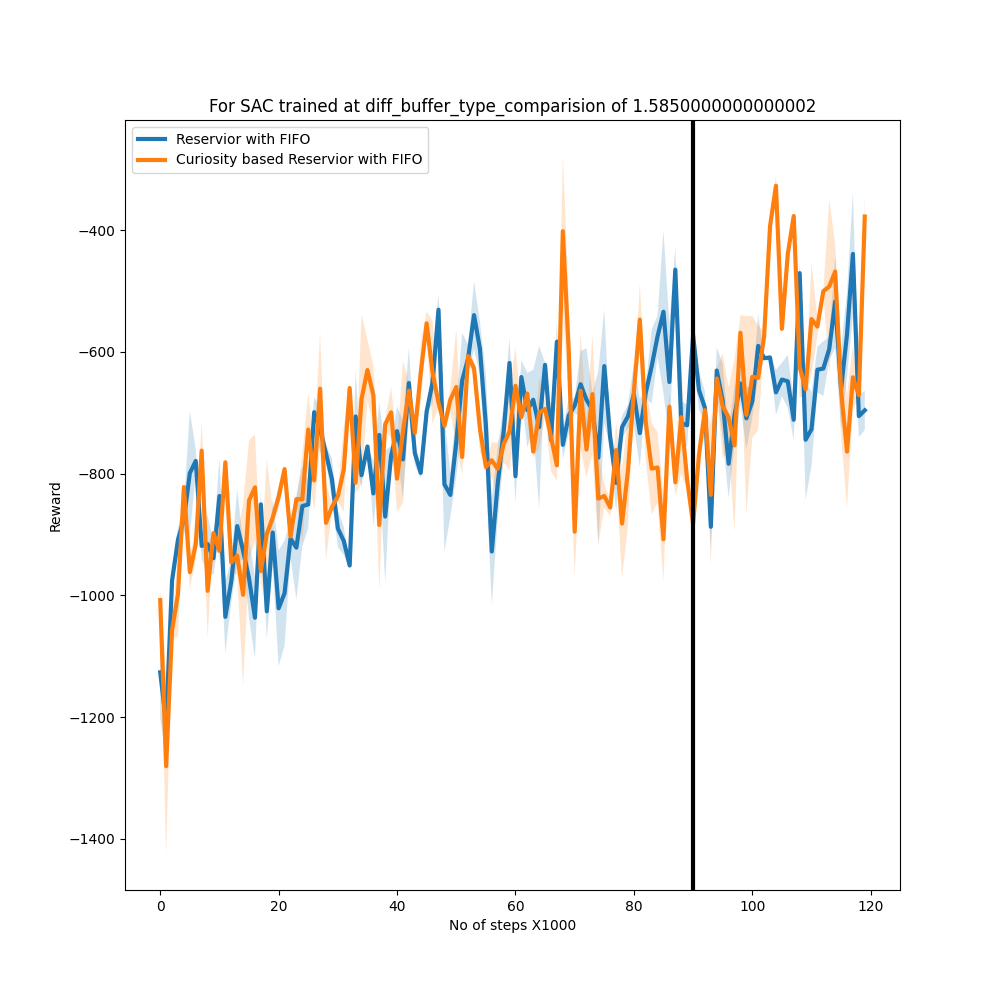 For SAC trained at diff_buffer_type_comparision of 1.5850000000000002
Reservior with FIFO
Curiosity based Reservior with FIFO
−400
−600
−800
−1000
−1200
−1400
Reward
0 20 40 60 80 100 120
No of steps X1000